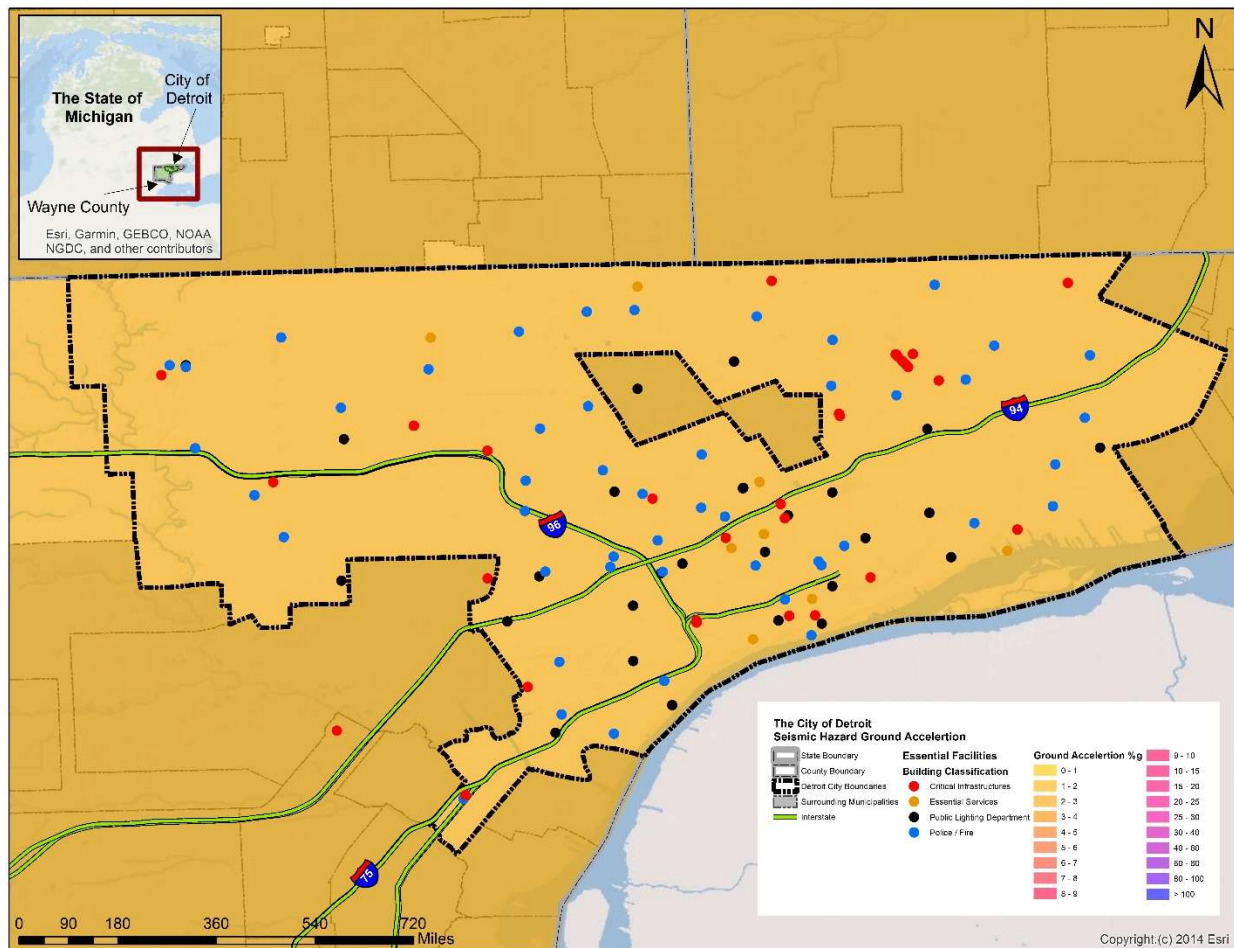 N
City of
Detroit
The State of
Michigan
Wayne County
Esri, Garmin, GEBCO, NOAA
NGDC, and other contributors
94
96
75
The City of Detroit
Seismic Hazard Ground Accelertion
State Boundary
County Boundary
Detroit City Boundaries
Surrounding Municipalities
Interstate
Essential Facilities
Building Classification
Critical Infrastructures
Essential Services
Public Lighting Department
Police / Fire
Ground Accelertion %g
0 - 1
1 - 2
2 - 3
3 - 4
4 - 5
5 - 6
6 - 7
7 - 8
8 - 9
9 - 10
10 - 15
15 - 20
20 - 25
25 - 30
30 - 40
40 - 60
60 - 80
80 - 100
> 100
0 90 180 360 540 720
Miles
Copyright:(c) 2014 Esri